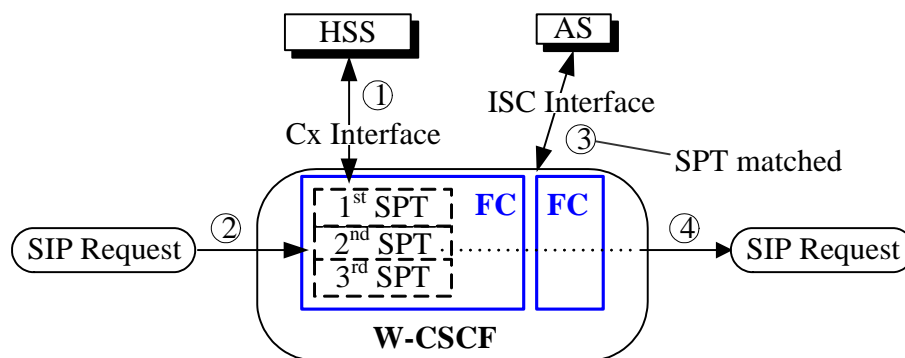 HSS
AS
①
ISC Interface
Cx Interface
③
SPT matched
1st SPT
FC
FC
②
④
SIP Request
2nd SPT
SIP Request
3rd SPT
W-CSCF